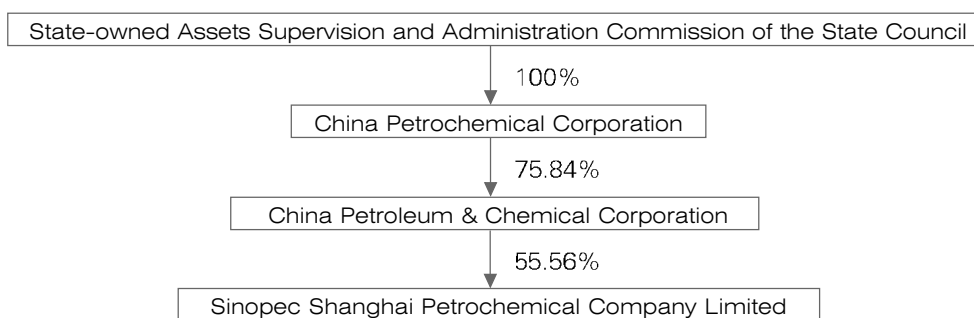 State-owned Assets Supervision and Administration Commission of the State Council
100%
China Petrochemical Corporation
75.84%
China Petroleum & Chemical Corporation
55.56%
Sinopec Shanghai Petrochemical Company Limited